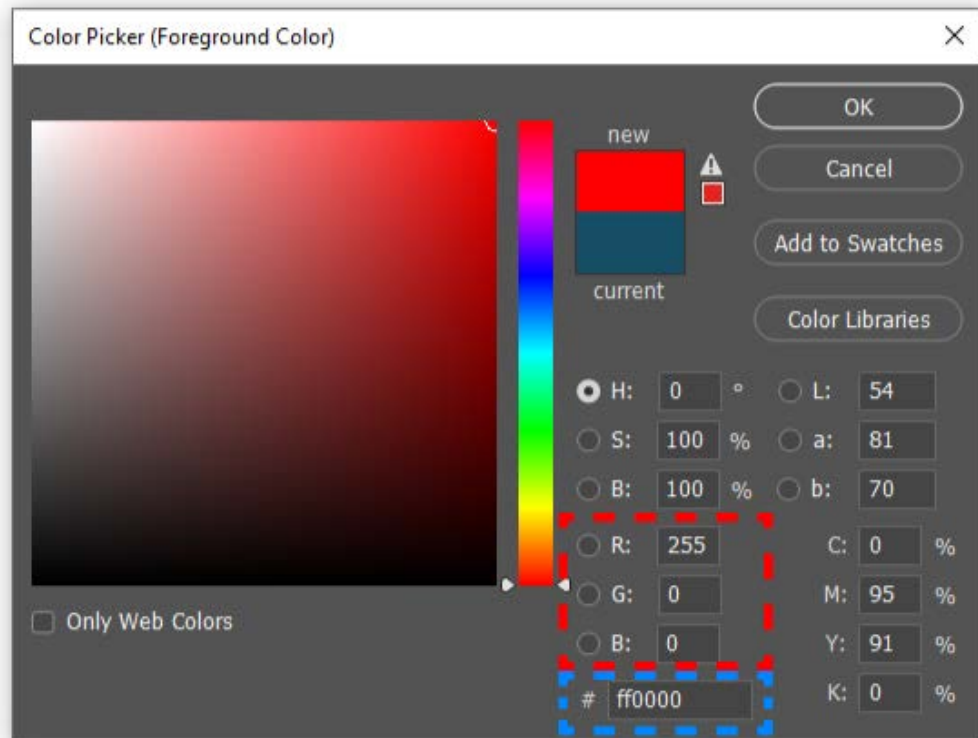 Color Picker (Foreground Color)
OK
new
Cancel
Add to Swatches
current
Color Libraries
H: 0 ° L: 54
S: 100 % a: 81
B: 100 % b: 70
R: 255 C: 0 %
G: 0 M: 95 %
Only Web Colors
B: 0 Y: 91 %
# ff0000 K: 0 %